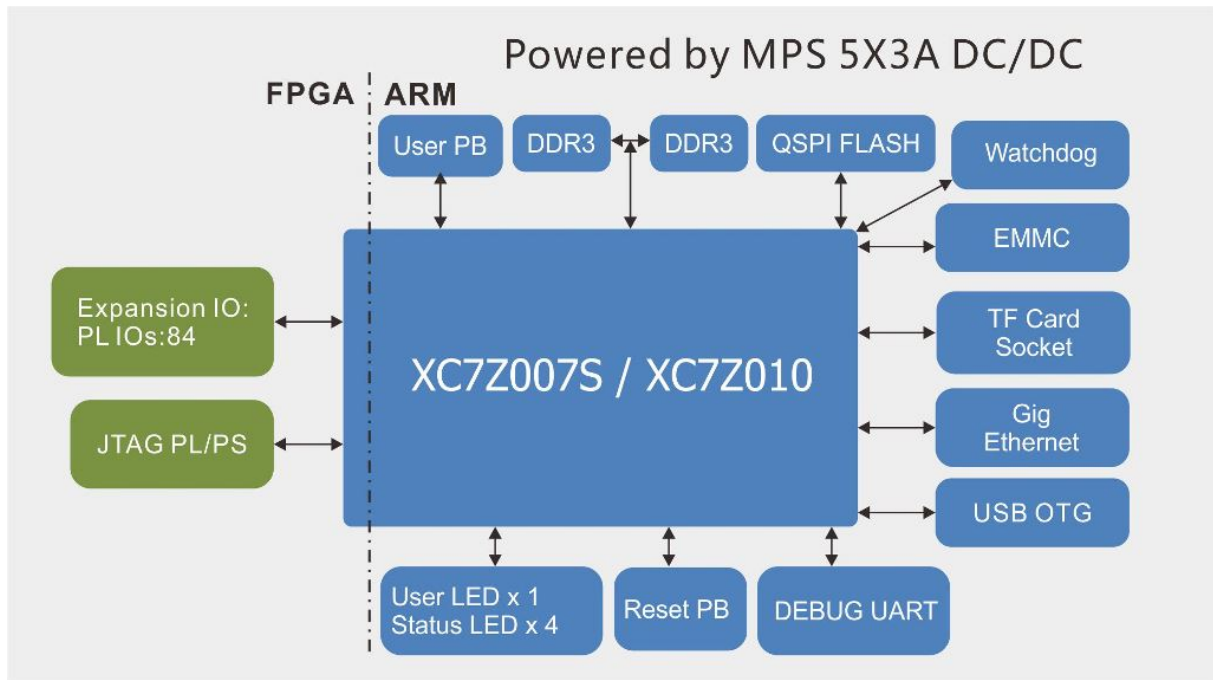 Powered by MPS 5X3A DC/DC
FPGA ARM
User PB
DDR3
DDR3
QSPI FLASH
Watchdog
EMMC
Expansion IO:
PL IOs:84
TF Card
Socket
XC7Z007S / XC7Z010
JTAG PL/PS
Gig
Ethernet
USB OTG
User LED x 1
Status LED x 4
Reset PB
DEBUG UART